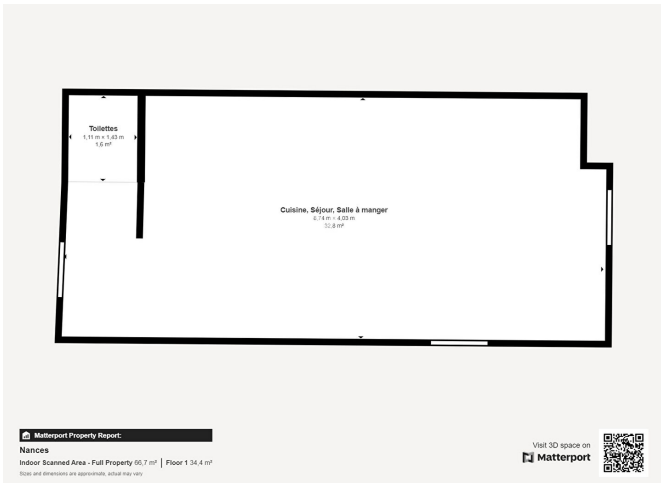 Toilettes
1,11 m × 1,43 m
1,6 m²
Cuisine, Séjour, Salle à manger
8,74 m × 4,03 m
32,8 m²
Matterport Property Report:
Nances
Indoor Scanned Area - Full Property 66,7 m² | Floor 1 34,4 m²
Sizes and dimensions are approximate, actual may vary
Visit 3D space on
Matterport